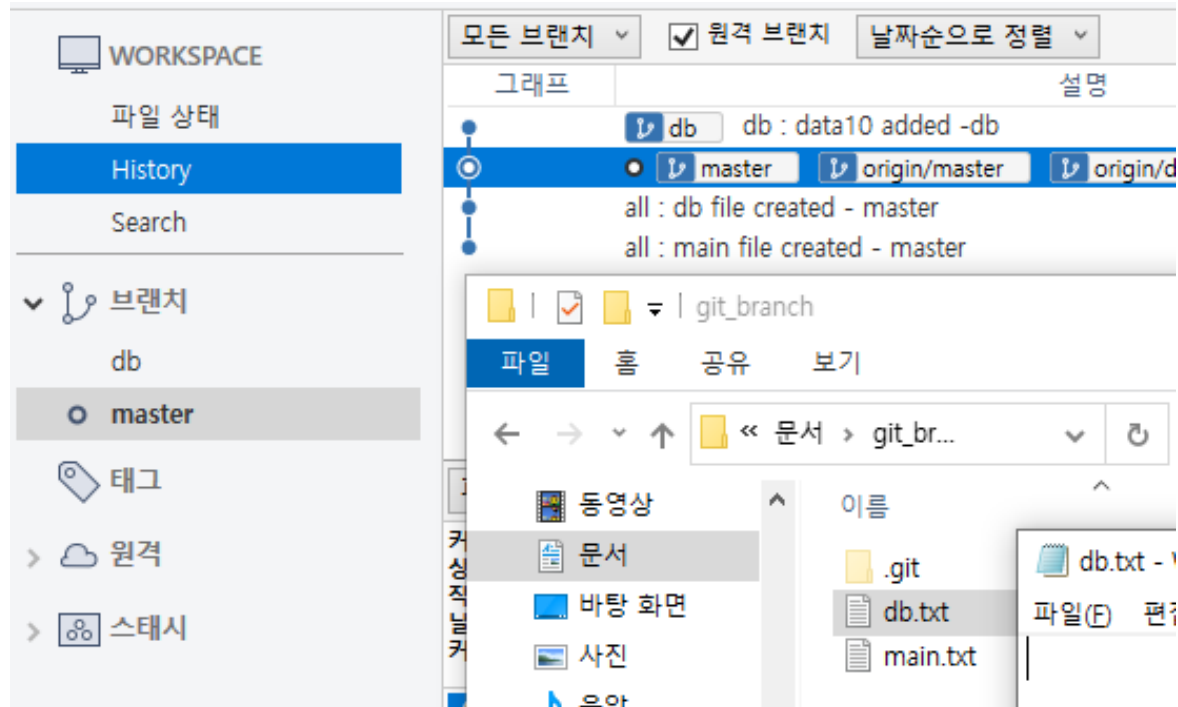 WORKSPACE
파일 상태
History
Search
브랜치
db
master
태그
원격
스태시
모든 브랜치 원격 브랜치 날짜순으로 정렬
그래프 설명
db db : data10 added -db
master origin/master origin/d
all : db file created - master
all : main file created - master
git_branch
파일 홈 공유 보기
« 문서 › git_br...
동영상
문서
바탕 화면
사진
이름
.git
db.txt
main.txt
db.txt -
파일(F)